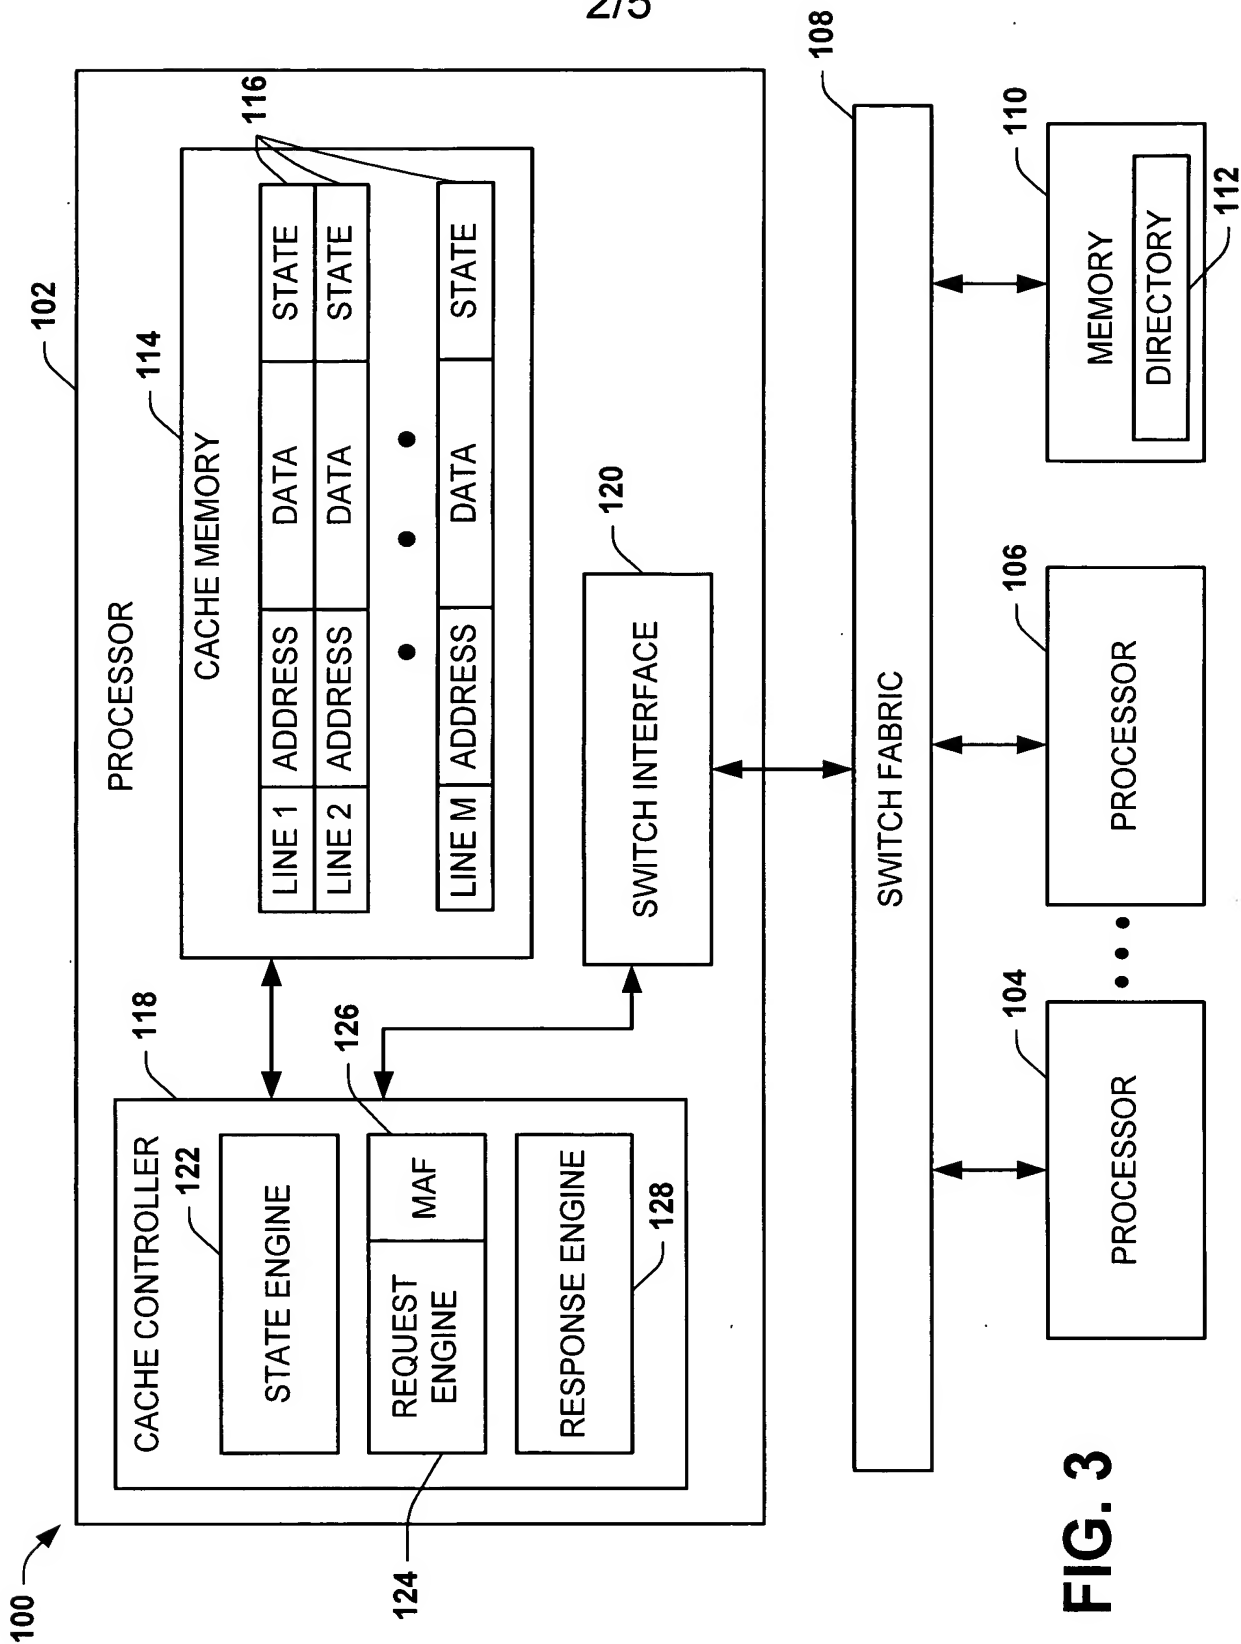 2/5
100
102
PROCESSOR
CACHE CONTROLLER
118
122
STATE ENGINE
124
REQUEST
ENGINE
MAF
126
RESPONSE ENGINE
128
114
CACHE MEMORY
116
LINE 1 ADDRESS DATA STATE
LINE 2 ADDRESS DATA STATE
• • •
LINE M ADDRESS DATA STATE
120
SWITCH INTERFACE
108
SWITCH FABRIC
104
PROCESSOR
• • •
106
PROCESSOR
110
MEMORY
DIRECTORY
112
FIG. 3